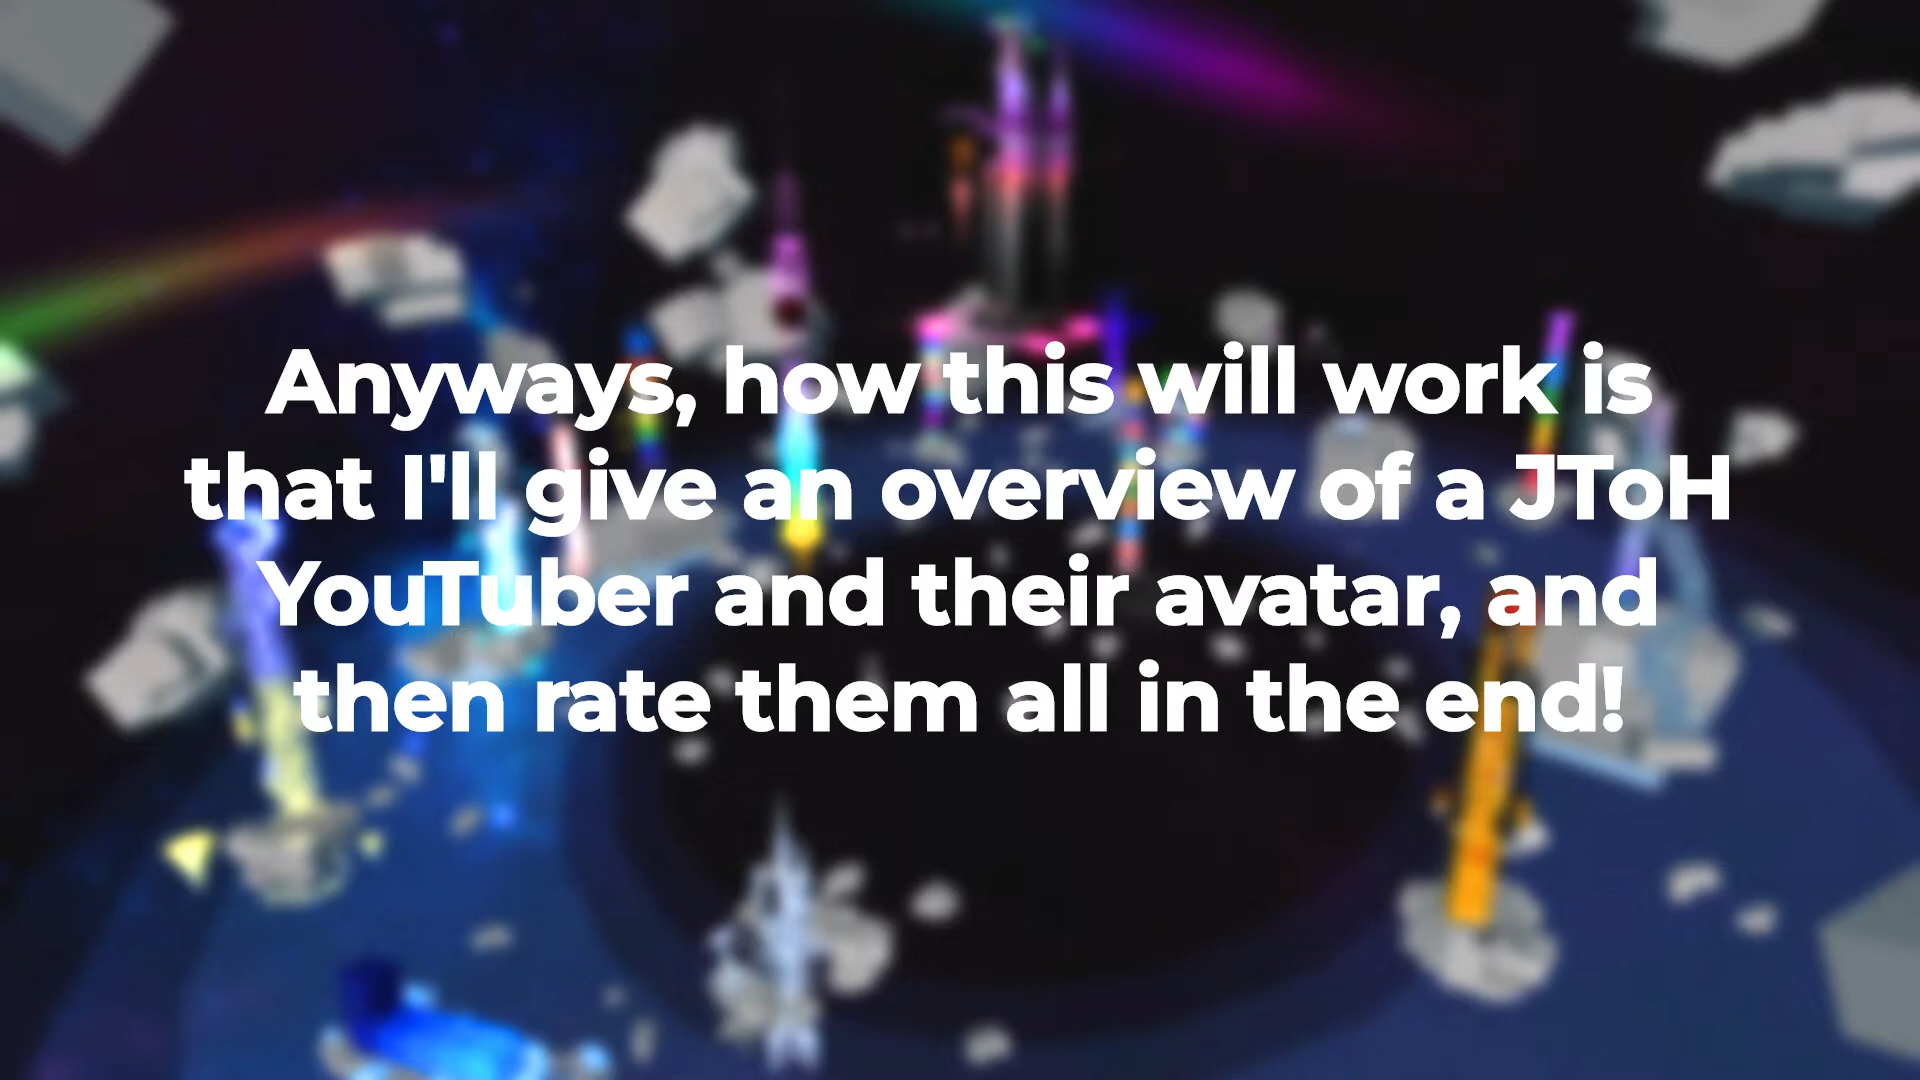 Anyways, how this will work is
that I'll give an overview of a JToH
YouTuber and their avatar, and
then rate them all in the end!